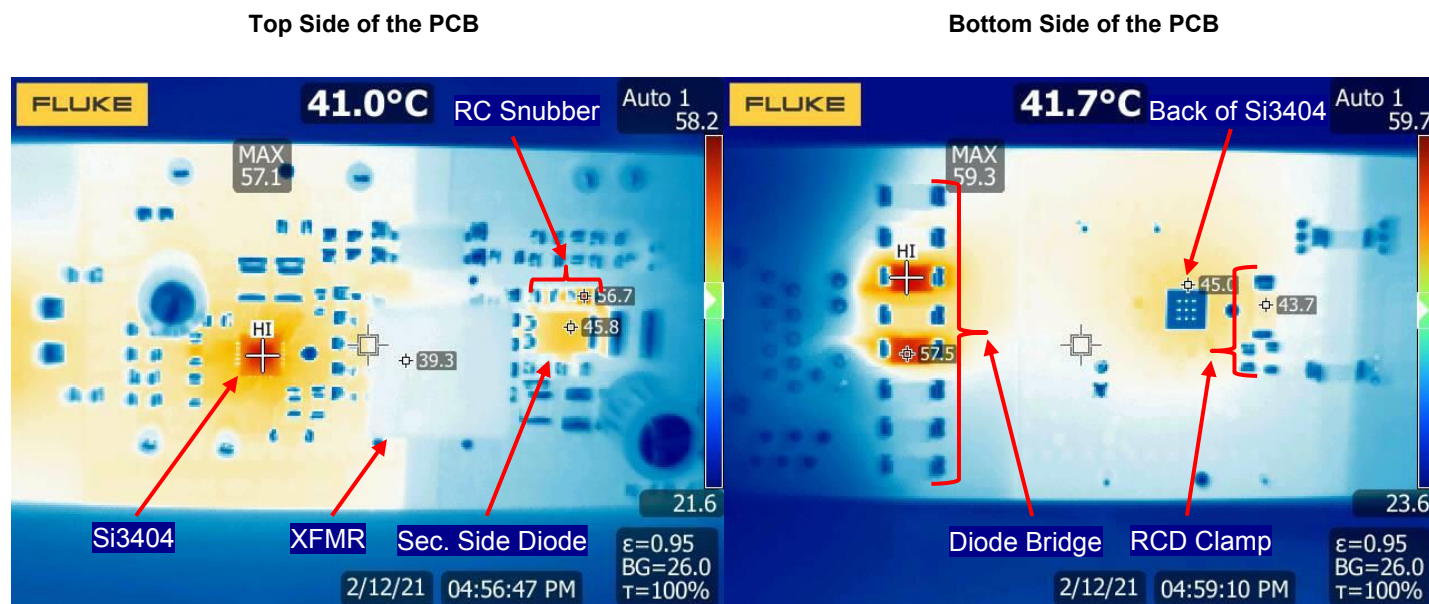 Top Side of the PCB
Bottom Side of the PCB
FLUKE
41.0°C
RC Snubber
Auto 1
58.2
MAX
57.1
HI
56.7
45.8
39.3
21.6
Si3404
XFMR
Sec. Side Diode
ε=0.95
BG=26.0
τ=100%
2/12/21
04:56:47 PM
FLUKE
41.7°C
Back of Si3404
Auto 1
59.7
MAX
59.3
HI
45.0
43.7
57.5
23.6
Diode Bridge
RCD Clamp
ε=0.95
BG=26.0
τ=100%
2/12/21
04:59:10 PM